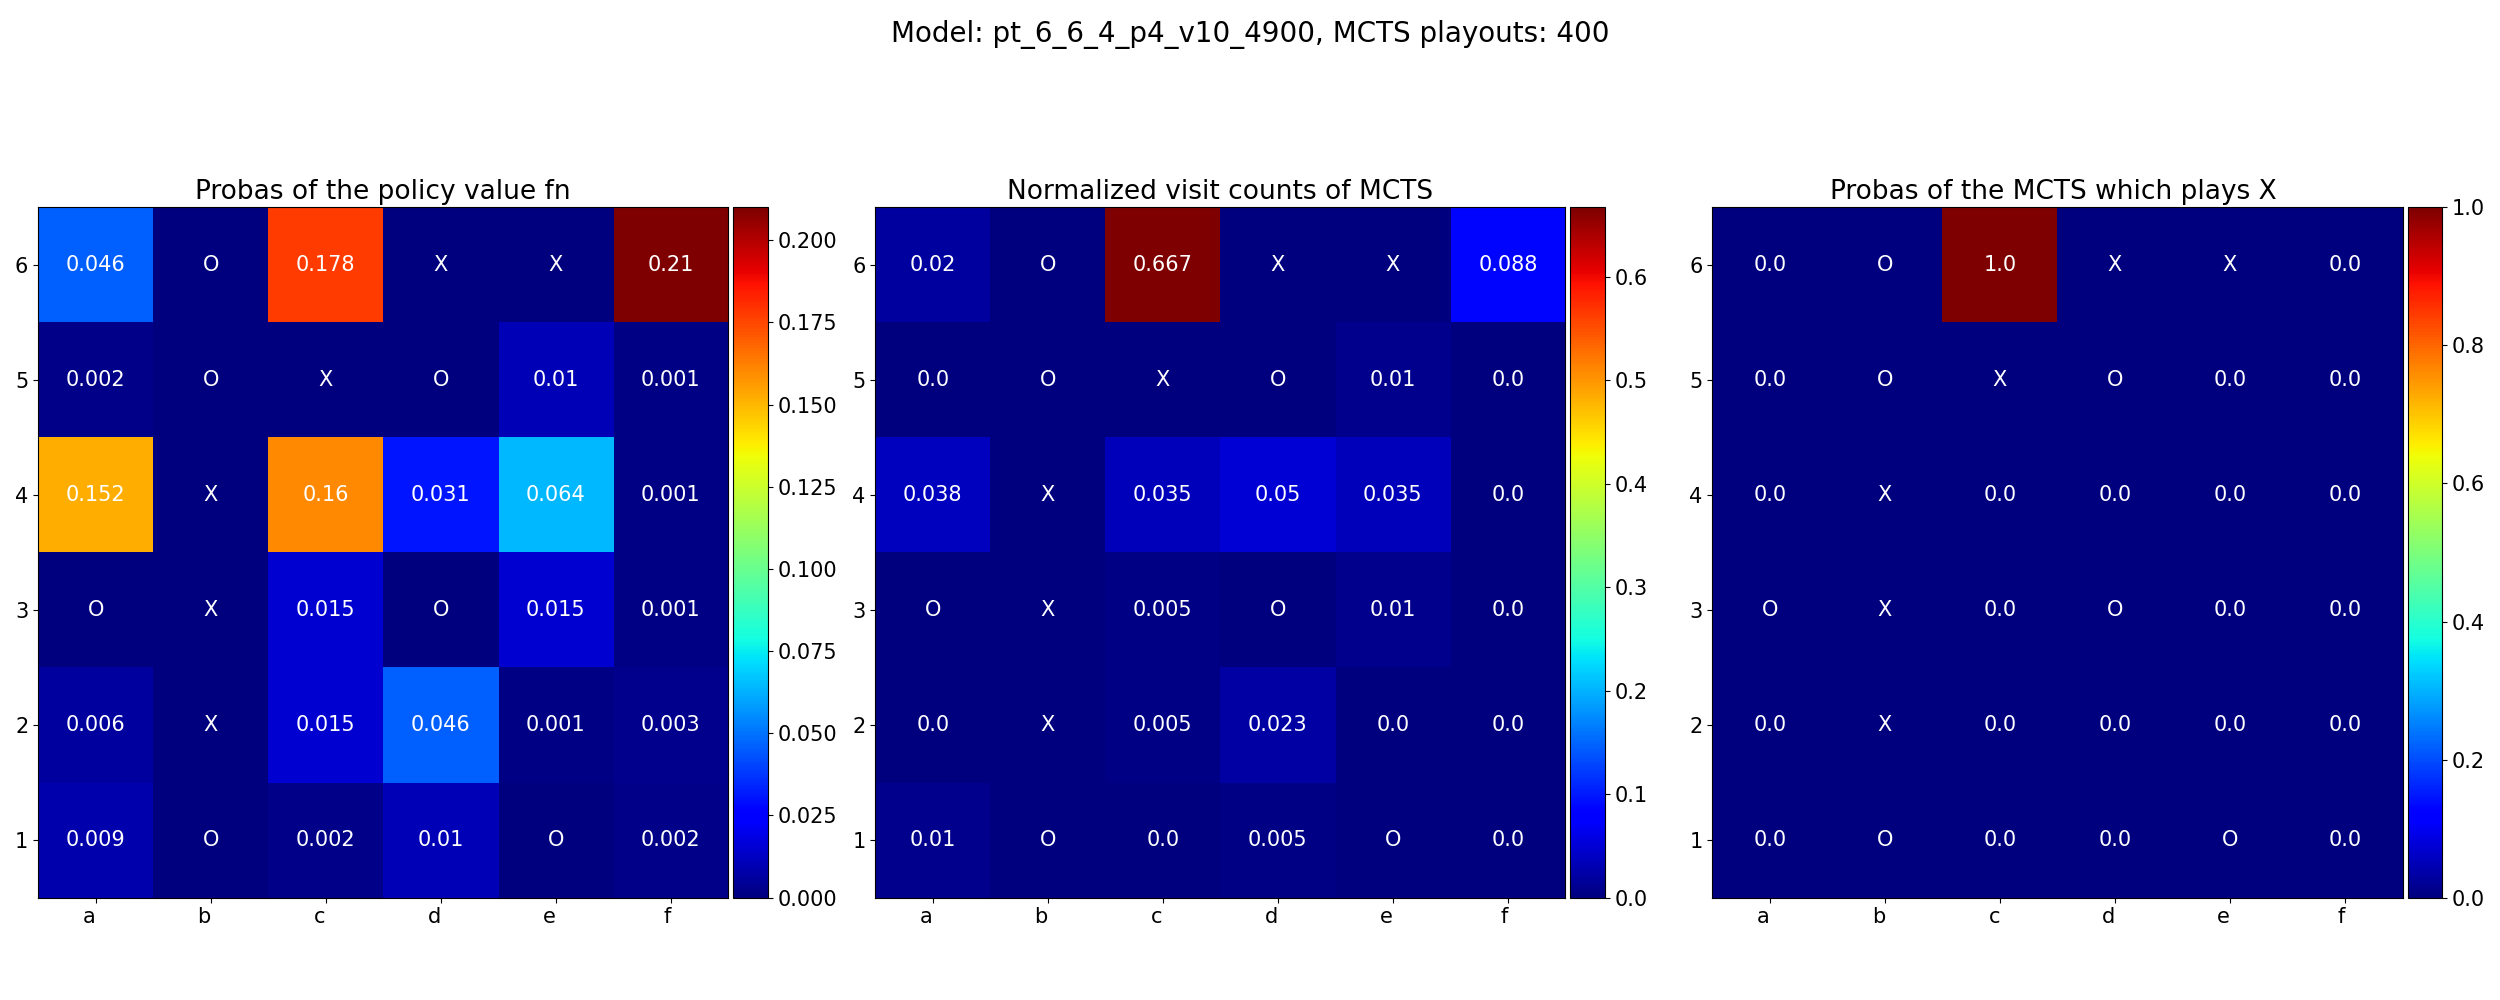 Model: pt_6_6_4_p4_v10_4900, MCTS playouts: 400
Probas of the policy value fn
6 0.046 O 0.178 X X 0.21
5 0.002 O X O 0.01 0.001
4 0.152 X 0.16 0.031 0.064 0.001
3 O X 0.015 O 0.015 0.001
2 0.006 X 0.015 0.046 0.001 0.003
1 0.009 O 0.002 0.01 O 0.002
a b c d e f
0.200
0.175
0.150
0.125
0.100
0.075
0.050
0.025
0.000
Normalized visit counts of MCTS
6 0.02 O 0.667 X X 0.088
5 0.0 O X O 0.01 0.0
4 0.038 X 0.035 0.05 0.035 0.0
3 O X 0.005 O 0.01 0.0
2 0.0 X 0.005 0.023 0.0 0.0
1 0.01 O 0.0 0.005 O 0.0
a b c d e f
0.6
0.5
0.4
0.3
0.2
0.1
0.0
Probas of the MCTS which plays X
6 0.0 O 1.0 X X 0.0
5 0.0 O X O 0.0 0.0
4 0.0 X 0.0 0.0 0.0 0.0
3 O X 0.0 O 0.0 0.0
2 0.0 X 0.0 0.0 0.0 0.0
1 0.0 O 0.0 0.0 O 0.0
a b c d e f
1.0
0.8
0.6
0.4
0.2
0.0